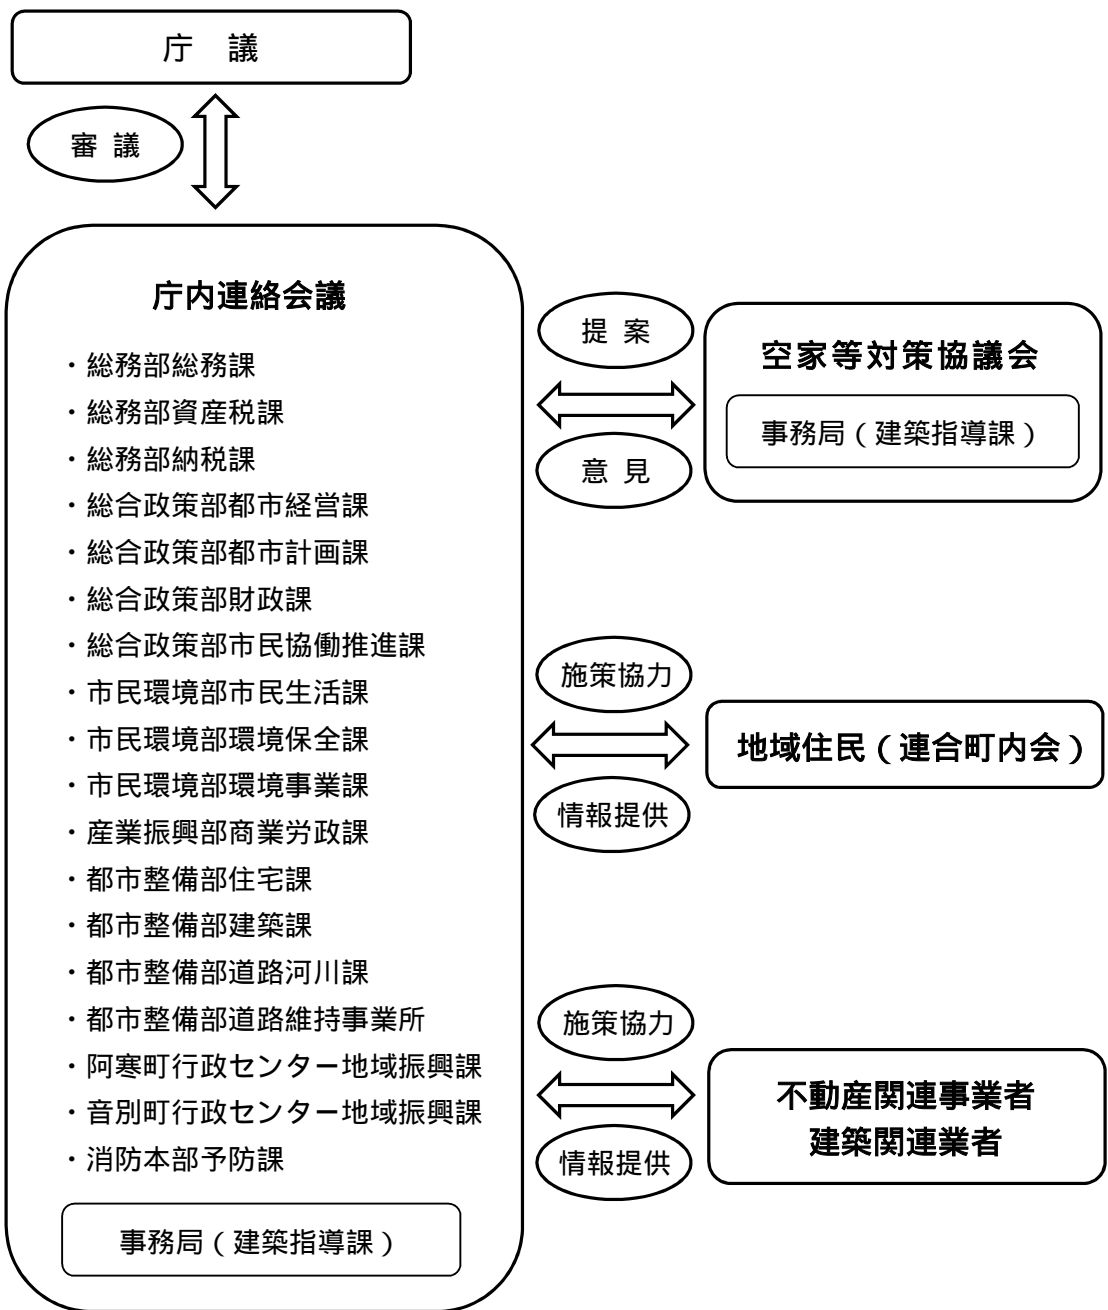 庁　議
審 議
庁内連絡会議
・総務部総務課
・総務部資産税課
・総務部納税課
・総合政策部都市経営課
・総合政策部都市計画課
・総合政策部財政課
・総合政策部市民協働推進課
・市民環境部市民生活課
・市民環境部環境保全課
・市民環境部環境事業課
・産業振興部商業労政課
・都市整備部住宅課
・都市整備部建築課
・都市整備部道路河川課
・都市整備部道路維持事業所
・阿寒町行政センター地域振興課
・音別町行政センター地域振興課
・消防本部予防課
事務局（建築指導課）
提 案
意 見
空家等対策協議会
事務局（建築指導課）
施策協力
情報提供
地域住民（連合町内会）
施策協力
情報提供
不動産関連事業者
建築関連業者